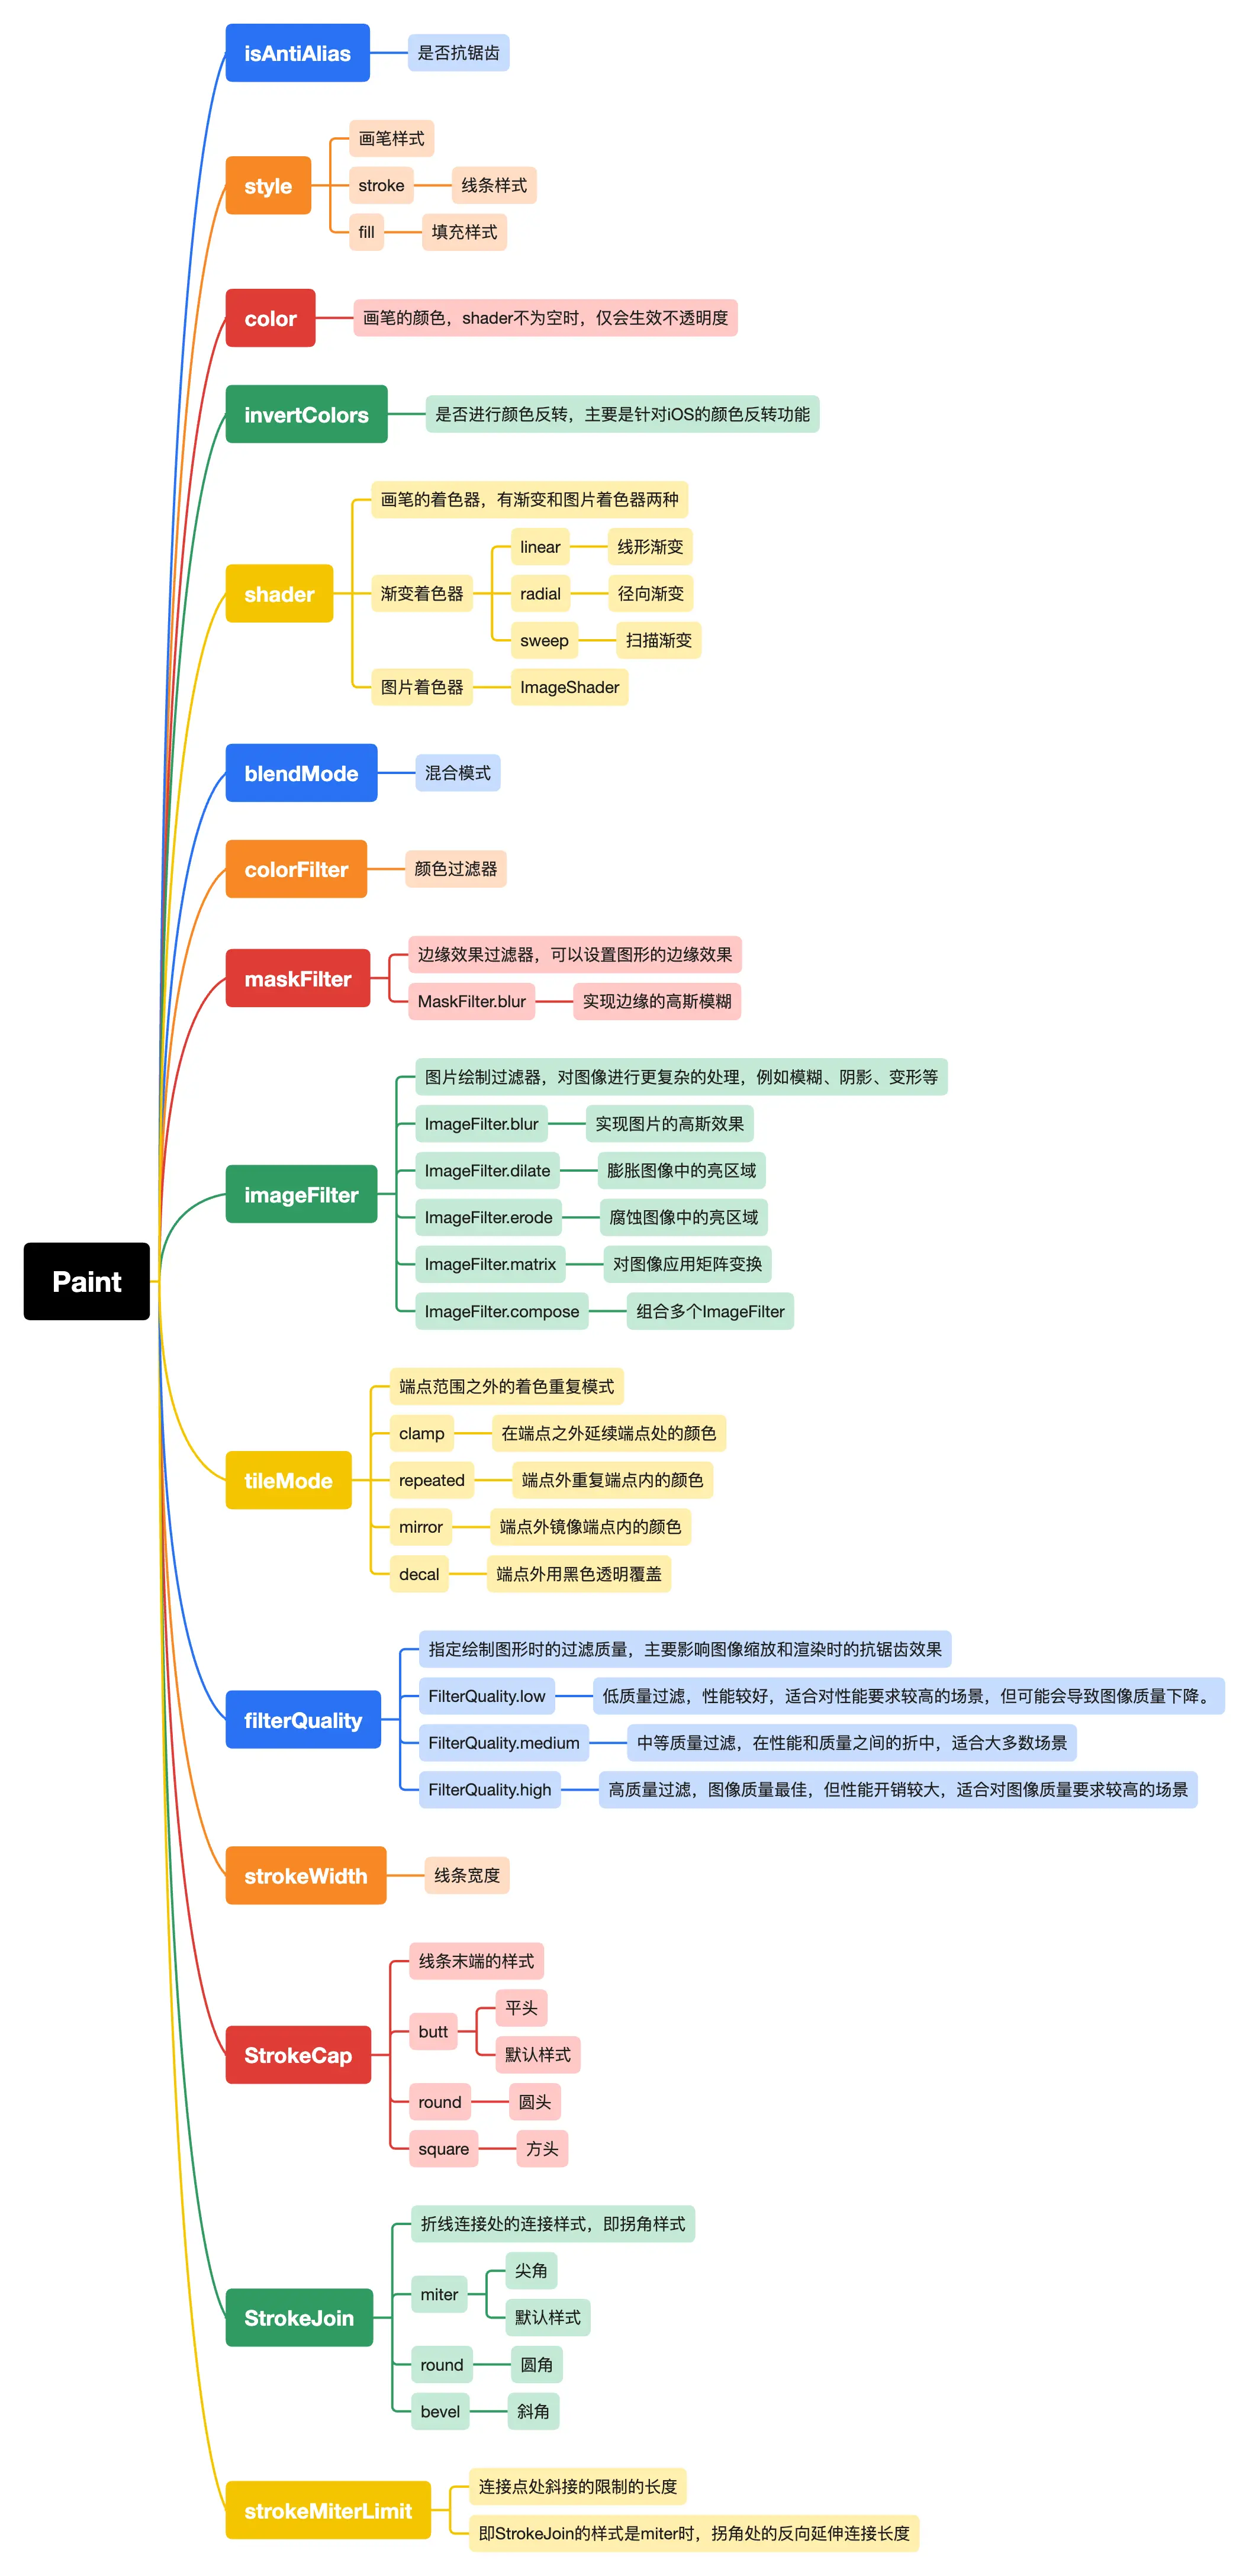 isAntiAlias
是否抗锯齿
style
画笔样式
stroke
线条样式
fill
填充样式
color
画笔的颜色，shader不为空时，仅会生效不透明度
invertColors
是否进行颜色反转，主要是针对iOS的颜色反转功能
shader
画笔的着色器，有渐变和图片着色器两种
渐变着色器
linear
线形渐变
radial
径向渐变
sweep
扫描渐变
图片着色器
ImageShader
blendMode
混合模式
colorFilter
颜色过滤器
maskFilter
边缘效果过滤器，可以设置图形的边缘效果
MaskFilter.blur
实现边缘的高斯模糊
imageFilter
图片绘制过滤器，对图像进行更复杂的处理，例如模糊、阴影、变形等
ImageFilter.blur
实现图片的高斯效果
ImageFilter.dilate
膨胀图像中的亮区域
ImageFilter.erode
腐蚀图像中的亮区域
ImageFilter.matrix
对图像应用矩阵变换
ImageFilter.compose
组合多个ImageFilter
Paint
tileMode
端点范围之外的着色重复模式
clamp
在端点之外延续端点处的颜色
repeated
端点外重复端点内的颜色
mirror
端点外镜像端点内的颜色
decal
端点外用黑色透明覆盖
filterQuality
指定绘制图形时的过滤质量，主要影响图像缩放和渲染时的抗锯齿效果
FilterQuality.low
低质量过滤，性能较好，适合对性能要求较高的场景，但可能会导致图像质量下降。
FilterQuality.medium
中等质量过滤，在性能和质量之间的折中，适合大多数场景
FilterQuality.high
高质量过滤，图像质量最佳，但性能开销较大，适合对图像质量要求较高的场景
strokeWidth
线条宽度
StrokeCap
线条末端的样式
butt
平头
默认样式
round
圆头
square
方头
StrokeJoin
折线连接处的连接样式，即拐角样式
miter
尖角
默认样式
round
圆角
bevel
斜角
strokeMiterLimit
连接点处斜接的限制的长度
即StrokeJoin的样式是miter时，拐角处的反向延伸连接长度